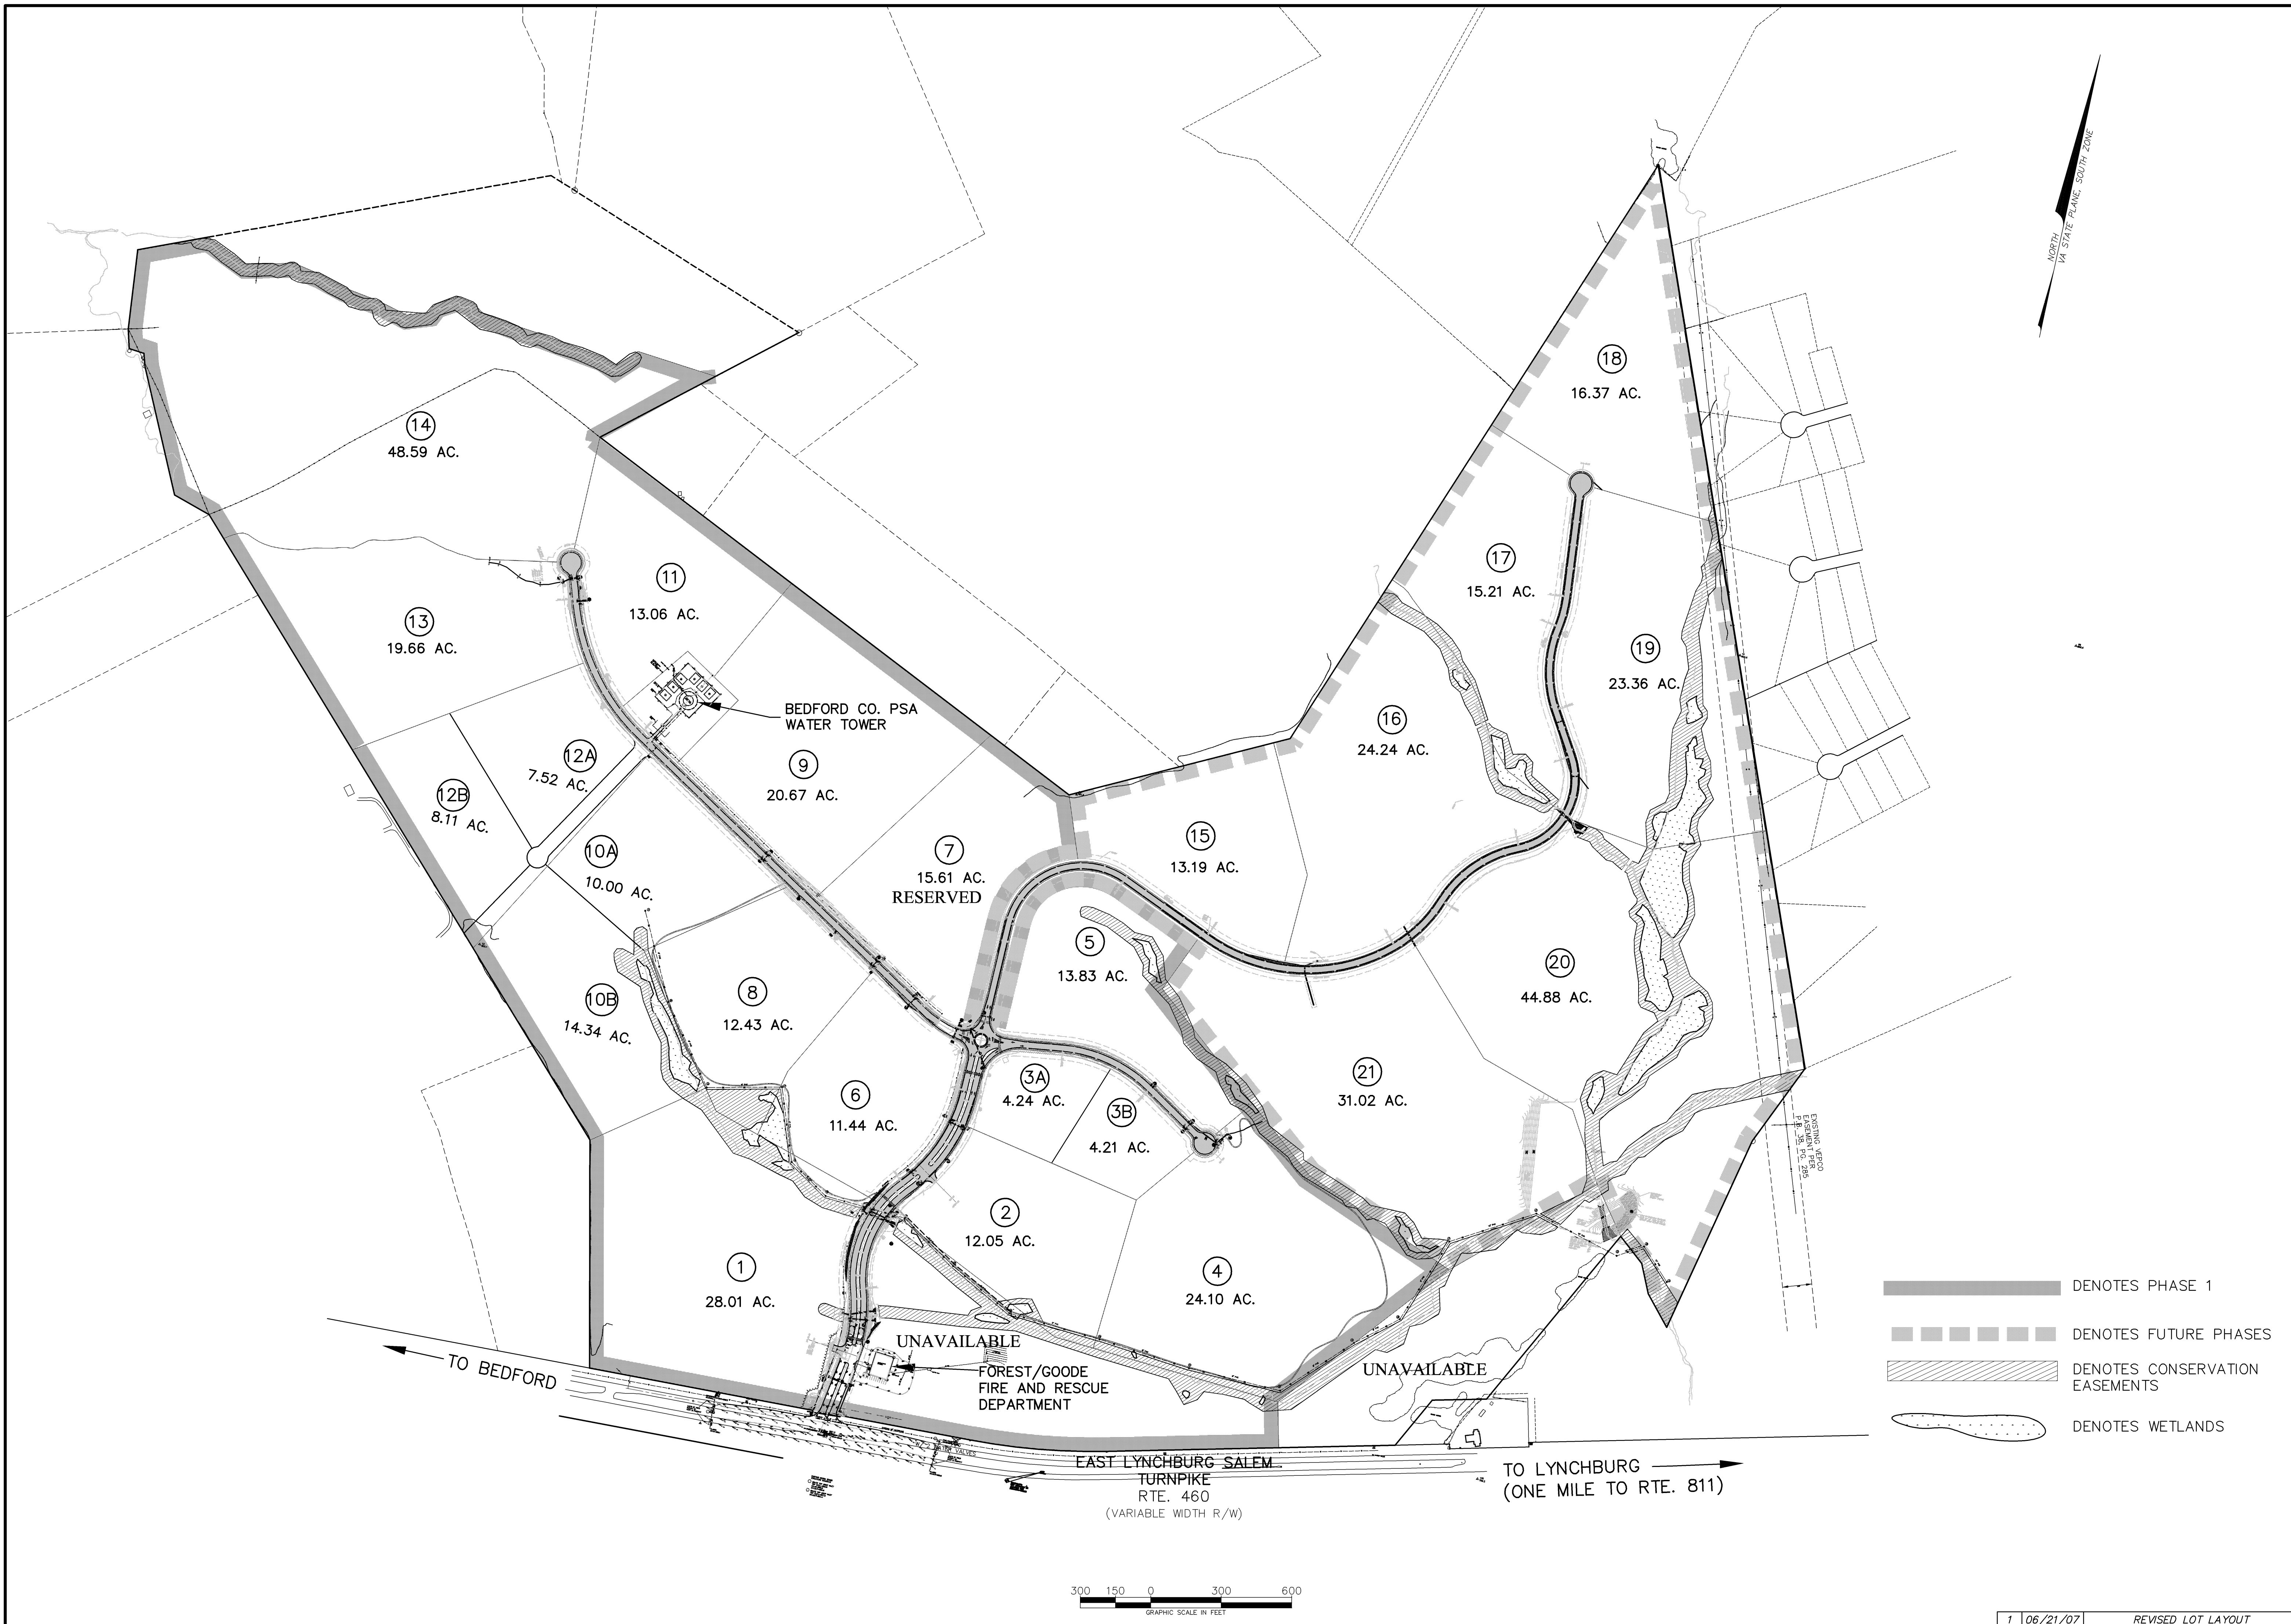 NORTH
VA STATE PLANE, SOUTH ZONE
18
16.37 AC.
14
48.59 AC.
17
15.21 AC.
11
13.06 AC.
13
19.66 AC.
19
23.36 AC.
BEDFORD CO. PSA
WATER TOWER
16
24.24 AC.
12A
7.52 AC.
9
20.67 AC.
12B
8.11 AC.
15
13.19 AC.
10A
10.00 AC.
7
15.61 AC.
RESERVED
5
13.83 AC.
20
44.88 AC.
8
12.43 AC.
10B
14.34 AC.
3A
4.24 AC.
21
31.02 AC.
6
11.44 AC.
3B
4.21 AC.
EXISTING VEPCO
EASEMENT PER
P.B. 38, PG. 285
2
12.05 AC.
1
28.01 AC.
4
24.10 AC.
DENOTES PHASE 1
DENOTES FUTURE PHASES
DENOTES CONSERVATION
EASEMENTS
DENOTES WETLANDS
UNAVAILABLE
UNAVAILABLE
TO BEDFORD
FOREST/GOODE
FIRE AND RESCUE
DEPARTMENT
EAST LYNCHBURG SALEM
TURNPIKE
RTE. 460
(VARIABLE WIDTH R/W)
TO LYNCHBURG
(ONE MILE TO RTE. 811)
300 150 0 300 600
GRAPHIC SCALE IN FEET
1 06/21/07 REVISED LOT LAYOUT